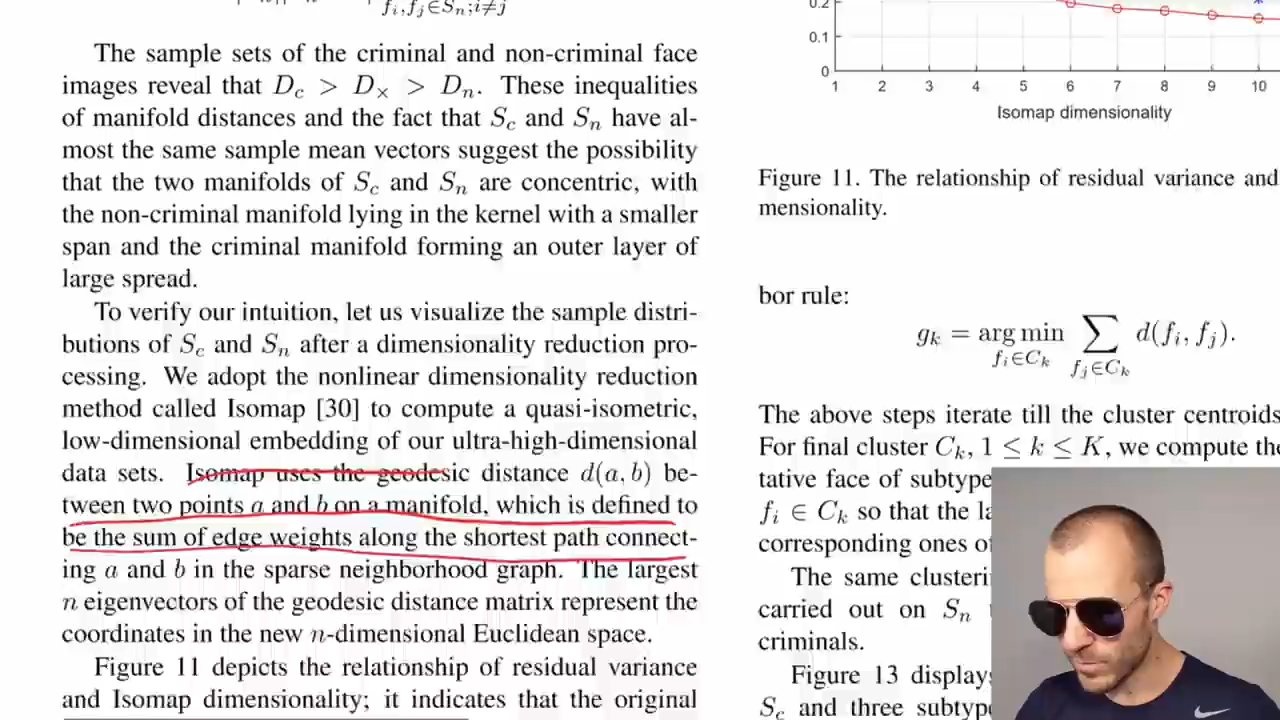 f_i,f_j∈S_n;i≠j
The sample sets of the criminal and non-criminal face
images reveal that D_c > D_× > D_n. These inequalities
of manifold distances and the fact that S_c and S_n have al-
most the same sample mean vectors suggest the possibility
that the two manifolds of S_c and S_n are concentric, with
the non-criminal manifold lying in the kernel with a smaller
span and the criminal manifold forming an outer layer of
large spread.
To verify our intuition, let us visualize the sample distri-
butions of S_c and S_n after a dimensionality reduction pro-
cessing. We adopt the nonlinear dimensionality reduction
method called Isomap [30] to compute a quasi-isometric,
low-dimensional embedding of our ultra-high-dimensional
data sets. Isomap uses the geodesic distance d(a, b) be-
tween two points a and b on a manifold, which is defined to
be the sum of edge weights along the shortest path connect-
ing a and b in the sparse neighborhood graph. The largest
n eigenvectors of the geodesic distance matrix represent the
coordinates in the new n-dimensional Euclidean space.
Figure 11 depicts the relationship of residual variance
and Isomap dimensionality; it indicates that the original
0.2
0.1
0
1 2 3 4 5 6 7 8 9 10
Isomap dimensionality
Figure 11. The relationship of residual variance and
mensionality.
bor rule:
g_k = arg min f_i∈C_k ∑ f_j∈C_k d(f_i, f_j).
The above steps iterate till the cluster centroids
For final cluster C_k, 1 ≤ k ≤ K, we compute the
tative face of subtype
f_i ∈ C_k so that the la
corresponding ones o
The same clusteri
carried out on S_n
criminals.
Figure 13 displays
S_c and three subtyp